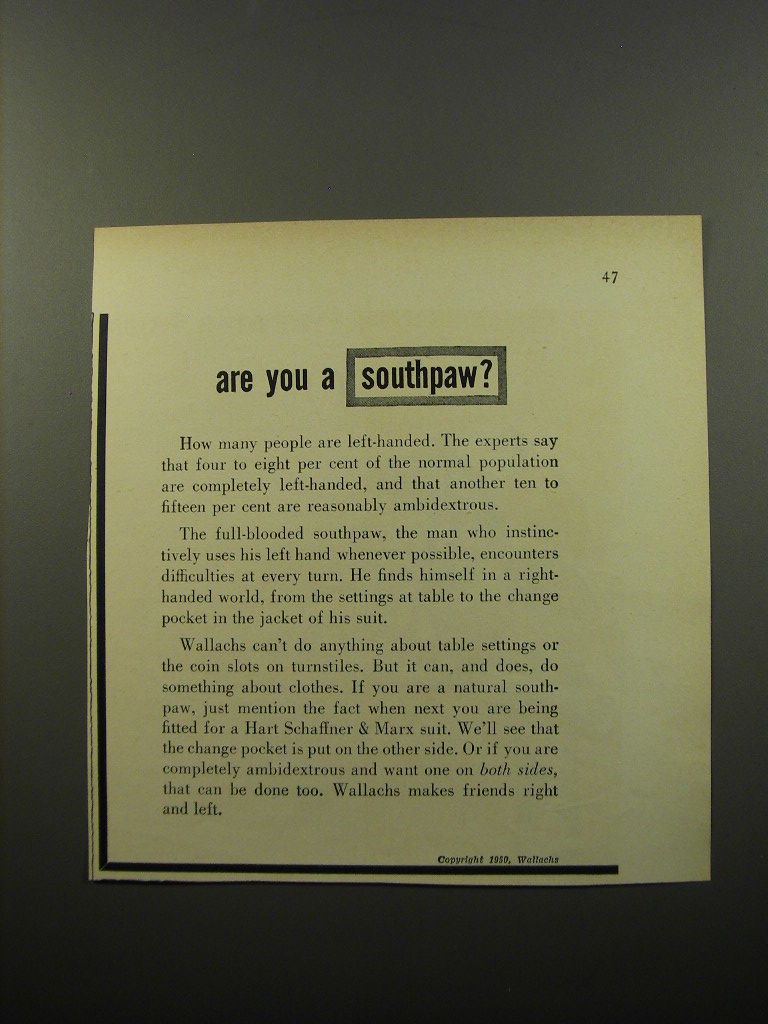 47
are you a southpaw?
How many people are left-handed. The experts say
that four to eight per cent of the normal population
are completely left-handed, and that another ten to
fifteen per cent are reasonably ambidextrous.
The full-blooded southpaw, the man who instinc-
tively uses his left hand whenever possible, encounters
difficulties at every turn. He finds himself in a right-
handed world, from the settings at table to the change
pocket in the jacket of his suit.
Wallachs can't do anything about table settings or
the coin slots on turnstiles. But it can, and does, do
something about clothes. If you are a natural south-
paw, just mention the fact when next you are being
fitted for a Hart Schaffner & Marx suit. We'll see that
the change pocket is put on the other side. Or if you are
completely ambidextrous and want one on both sides,
that can be done too. Wallachs makes friends right
and left.
Copyright 1950, Wallachs